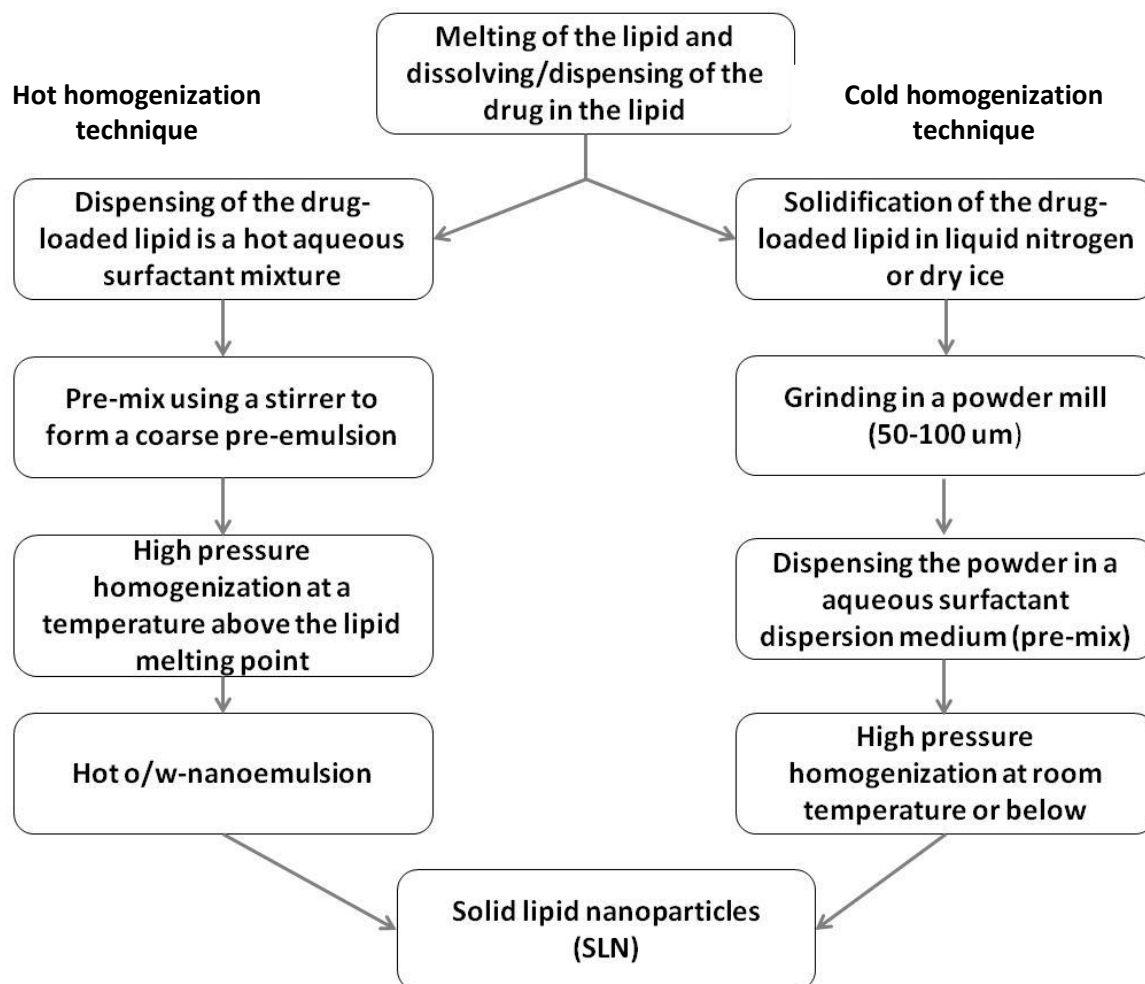 Melting of the lipid and
dissolving/dispensing of the
drug in the lipid
Hot homogenization
technique
Cold homogenization
technique
Dispensing of the drug-
loaded lipid is a hot aqueous
surfactant mixture
Solidification of the drug-
loaded lipid in liquid nitrogen
or dry ice
Pre-mix using a stirrer to
form a coarse pre-emulsion
Grinding in a powder mill
(50-100 um)
High pressure
homogenization at a
temperature above the lipid
melting point
Dispensing the powder in a
aqueous surfactant
dispersion medium (pre-mix)
Hot o/w-nanoemulsion
High pressure
homogenization at room
temperature or below
Solid lipid nanoparticles
(SLN)